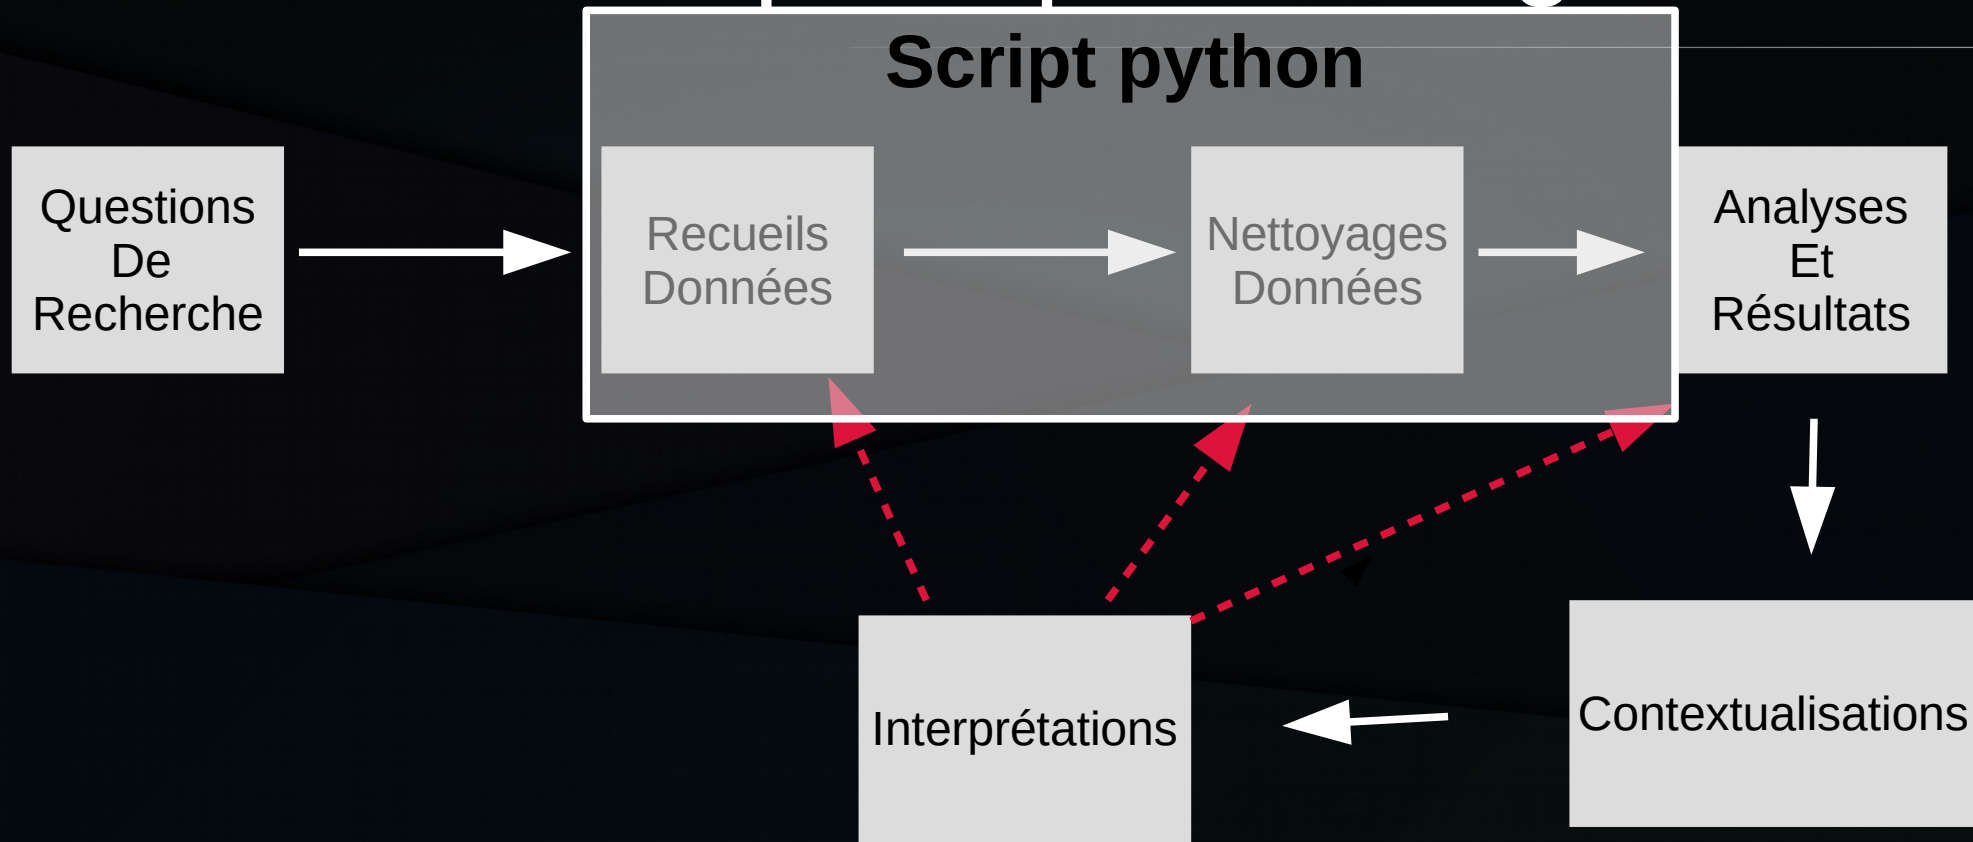 Script python
Questions
De
Recherche
Recueils
Données
Nettoyages
Données
Analyses
Et
Résultats
Interprétations
Contextualisations